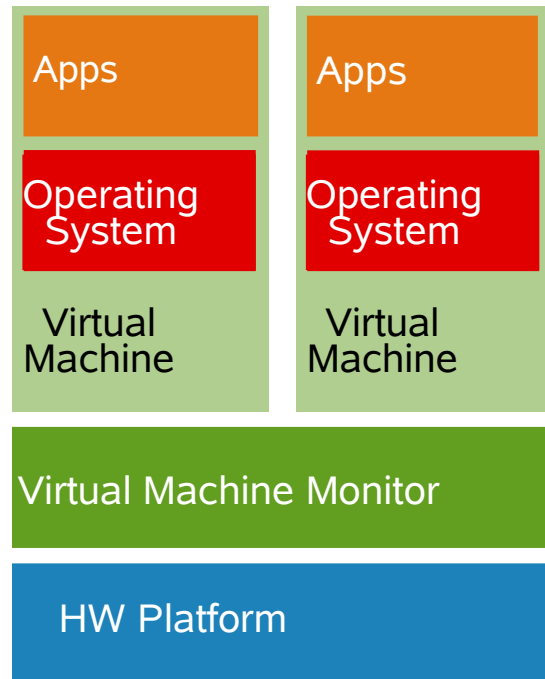 Apps
Operating
System
Virtual
Machine
Apps
Operating
System
Virtual
Machine
Virtual Machine Monitor
HW Platform